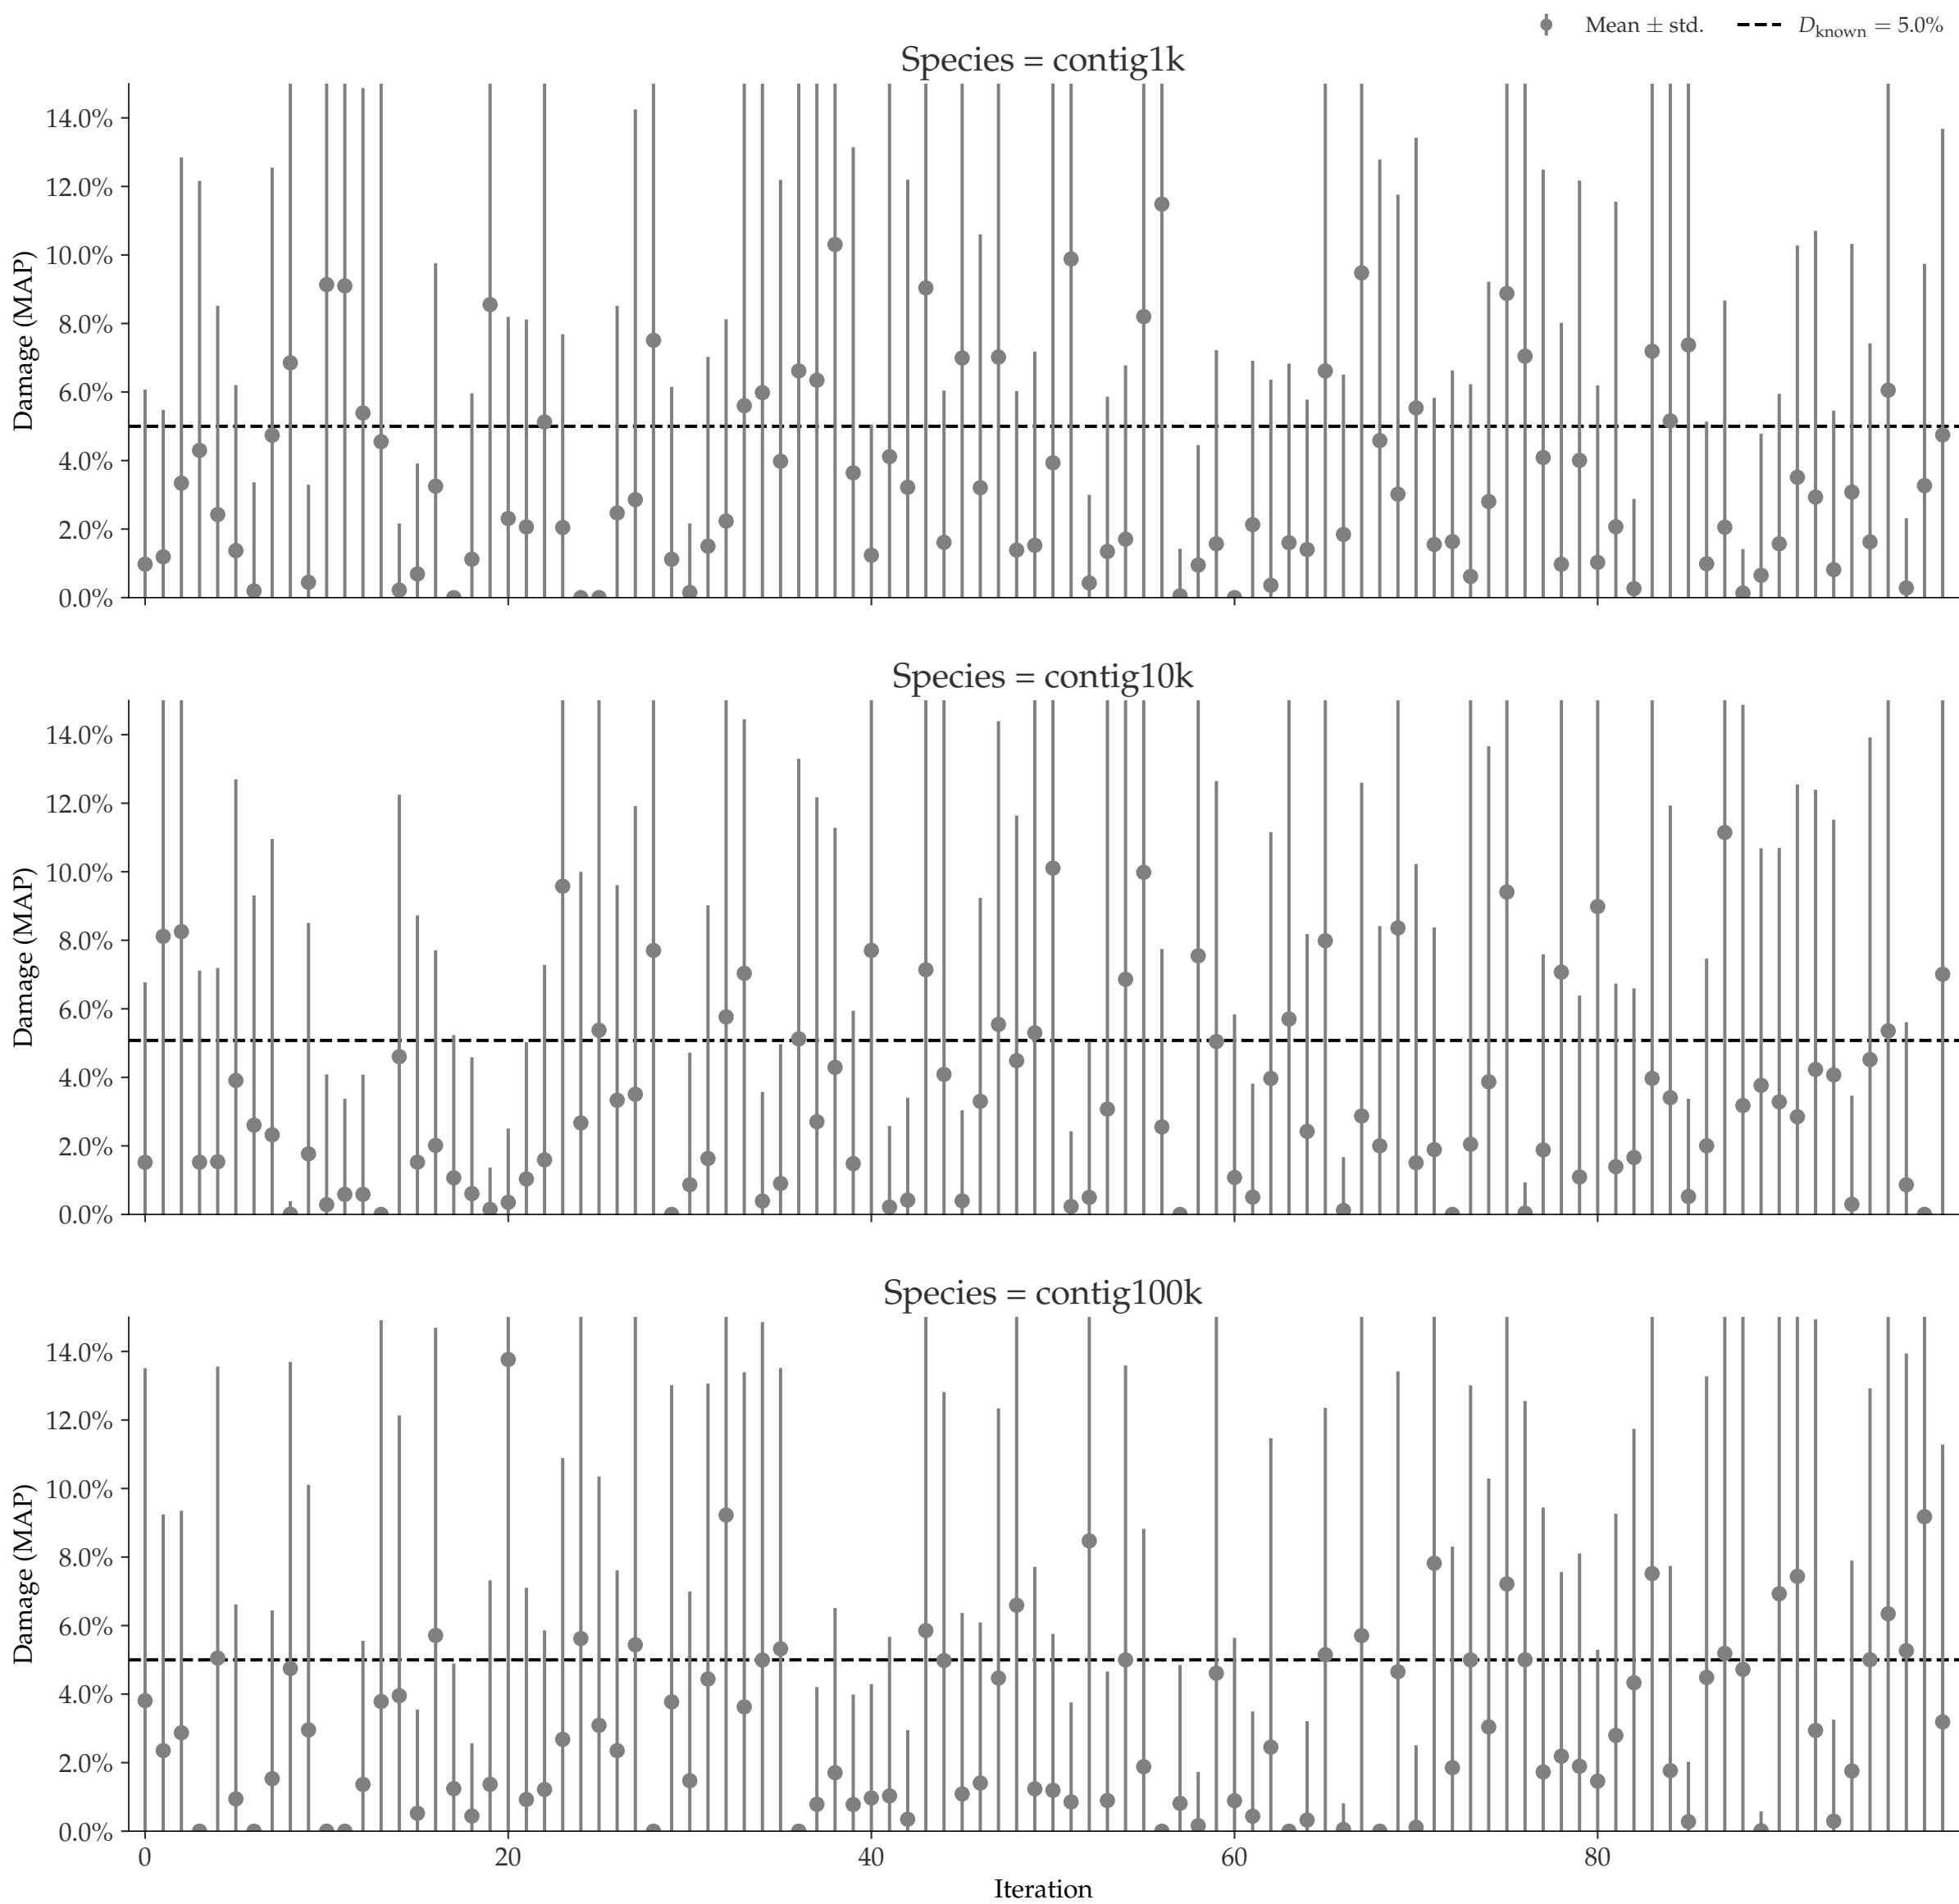 Mean ± std. D_known = 5.0%
Species = contig1k
Damage (MAP)
14.0%
12.0%
10.0%
8.0%
6.0%
4.0%
2.0%
0.0%
Species = contig10k
Damage (MAP)
14.0%
12.0%
10.0%
8.0%
6.0%
4.0%
2.0%
0.0%
Species = contig100k
Damage (MAP)
14.0%
12.0%
10.0%
8.0%
6.0%
4.0%
2.0%
0.0%
0 20 40 60 80
Iteration